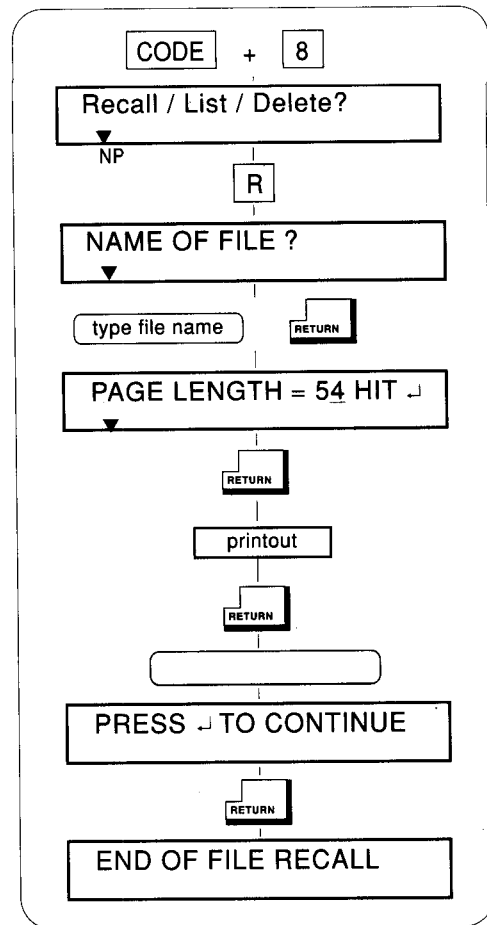 CODE + 8
Recall / List / Delete?
NP
R
NAME OF FILE ?
type file name RETURN
PAGE LENGTH = 54 HIT ↵
RETURN
printout
RETURN
PRESS ↵ TO CONTINUE
RETURN
END OF FILE RECALL